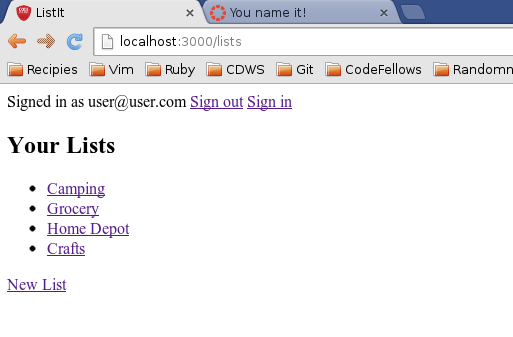 ListIt
You name it!
localhost:3000/lists
Recipies Vim Ruby CDWS Git CodeFellows Randomn
Signed in as user@user.com Sign out Sign in
Your Lists
Camping
Grocery
Home Depot
Crafts
New List